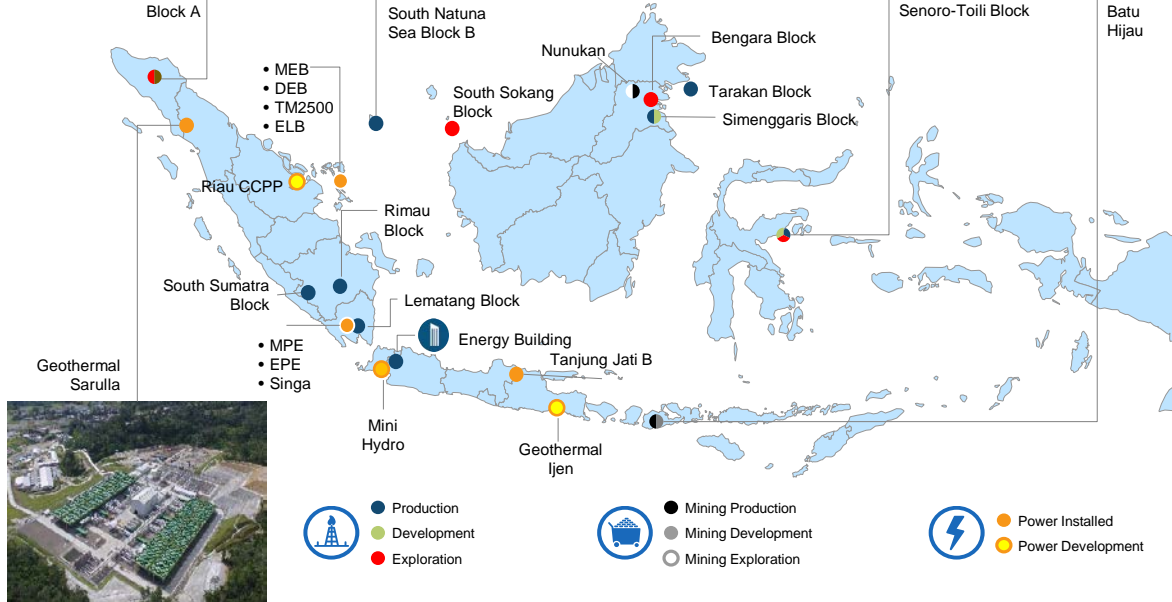 Block A
South Natuna
Sea Block B
Senoro-Toili Block
Batu
Hijau
Nunukan
Bengara Block
• MEB
• DEB
• TM2500
• ELB
South Sokang
Block
Tarakan Block
Simenggaris Block
Riau CCPP
Rimau
Block
South Sumatra
Block
Lematang Block
Energy Building
• MPE
• EPE
• Singa
Tanjung Jati B
Geothermal
Sarulla
Mini
Hydro
Geothermal
Ijen
Production
Development
Exploration
Mining Production
Mining Development
Mining Exploration
Power Installed
Power Development